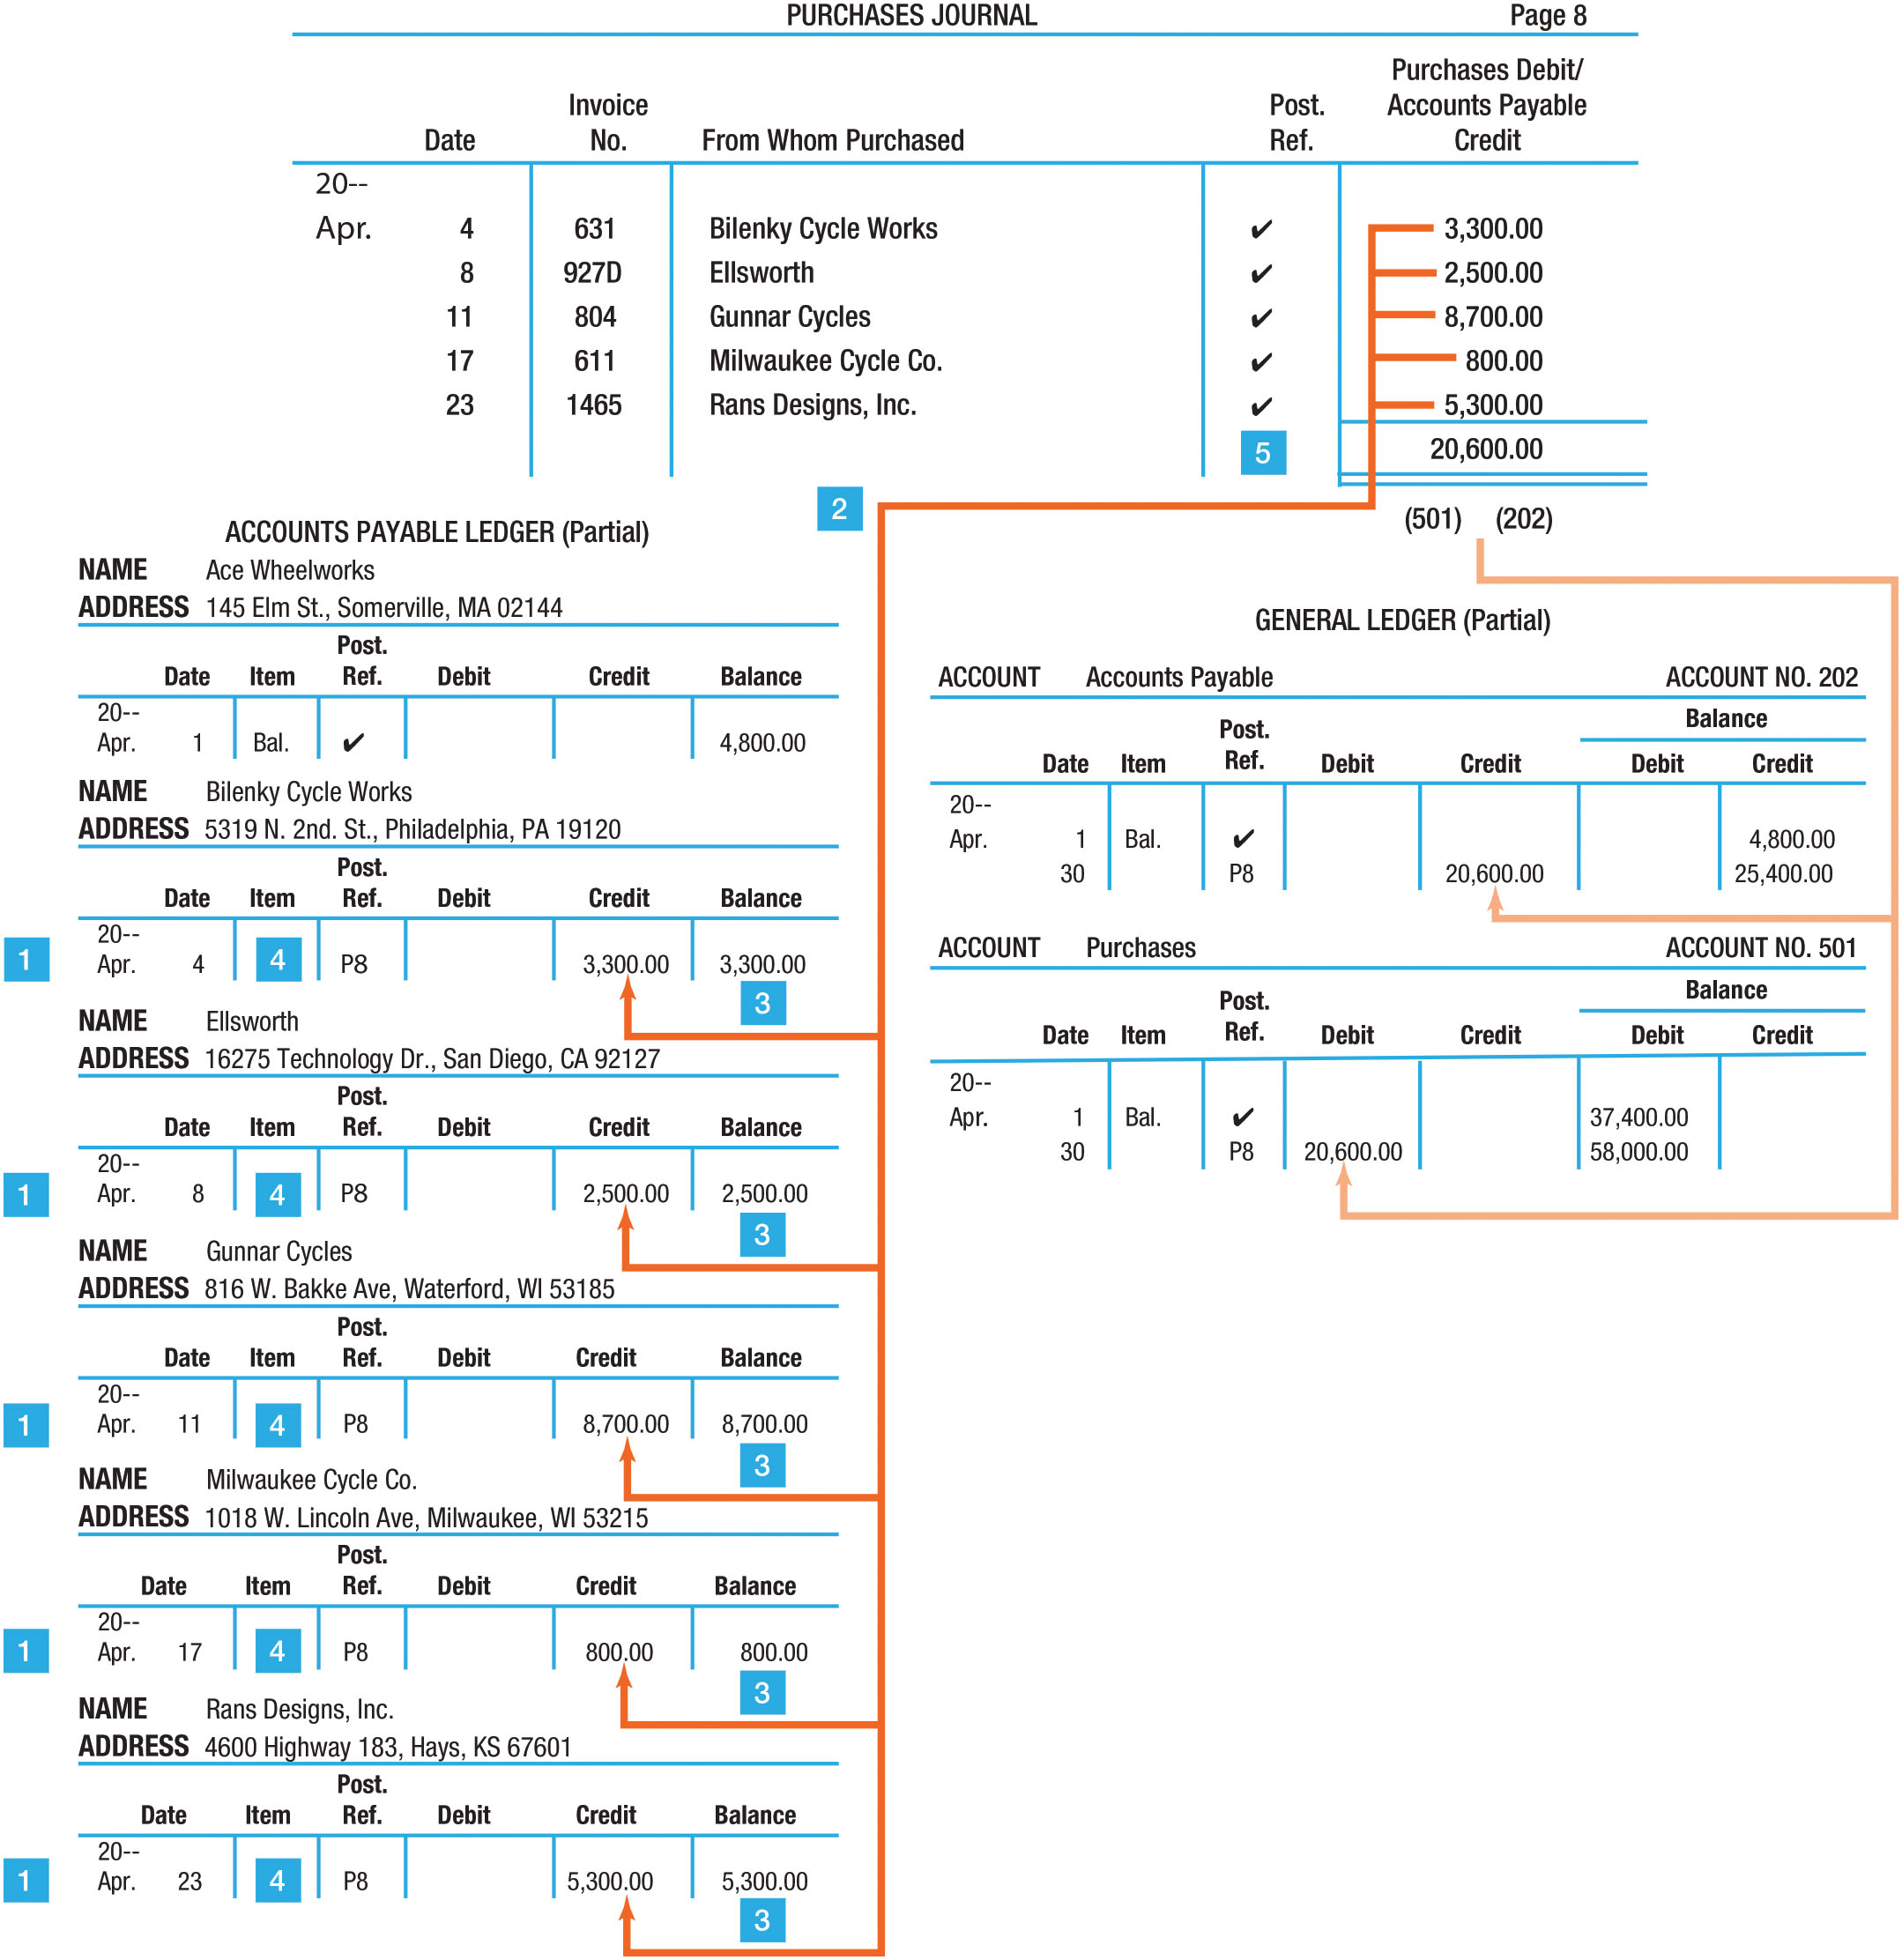 PURCHASES JOURNAL Page 8
Purchases Debit/
Invoice Post. Accounts Payable
Date No. From Whom Purchased Ref. Credit
20--
Apr. 4 631 Bilenky Cycle Works ✔ 3,300.00
8 927D Ellsworth ✔ 2,500.00
11 804 Gunnar Cycles ✔ 8,700.00
17 611 Milwaukee Cycle Co. ✔ 800.00
23 1465 Rans Designs, Inc. ✔ 5,300.00
5 20,600.00
(501) (202)
2
ACCOUNTS PAYABLE LEDGER (Partial)
NAME Ace Wheelworks
ADDRESS 145 Elm St., Somerville, MA 02144
Post.
Date Item Ref. Debit Credit Balance
20--
Apr. 1 Bal. ✔ 4,800.00
NAME Bilenky Cycle Works
ADDRESS 5319 N. 2nd. St., Philadelphia, PA 19120
Post.
Date Item Ref. Debit Credit Balance
20--
1 Apr. 4 4 P8 3,300.00 3,300.00
3
NAME Ellsworth
ADDRESS 16275 Technology Dr., San Diego, CA 92127
Post.
Date Item Ref. Debit Credit Balance
20--
1 Apr. 8 4 P8 2,500.00 2,500.00
3
NAME Gunnar Cycles
ADDRESS 816 W. Bakke Ave, Waterford, WI 53185
Post.
Date Item Ref. Debit Credit Balance
20--
1 Apr. 11 4 P8 8,700.00 8,700.00
3
NAME Milwaukee Cycle Co.
ADDRESS 1018 W. Lincoln Ave, Milwaukee, WI 53215
Post.
Date Item Ref. Debit Credit Balance
20--
1 Apr. 17 4 P8 800.00 800.00
3
NAME Rans Designs, Inc.
ADDRESS 4600 Highway 183, Hays, KS 67601
Post.
Date Item Ref. Debit Credit Balance
20--
1 Apr. 23 4 P8 5,300.00 5,300.00
3
GENERAL LEDGER (Partial)
ACCOUNT Accounts Payable ACCOUNT NO. 202
Balance
Post.
Date Item Ref. Debit Credit Debit Credit
20--
Apr. 1 Bal. ✔ 4,800.00
30 P8 20,600.00 25,400.00
ACCOUNT Purchases ACCOUNT NO. 501
Balance
Post.
Date Item Ref. Debit Credit Debit Credit
20--
Apr. 1 Bal. ✔ 37,400.00
30 P8 20,600.00 58,000.00